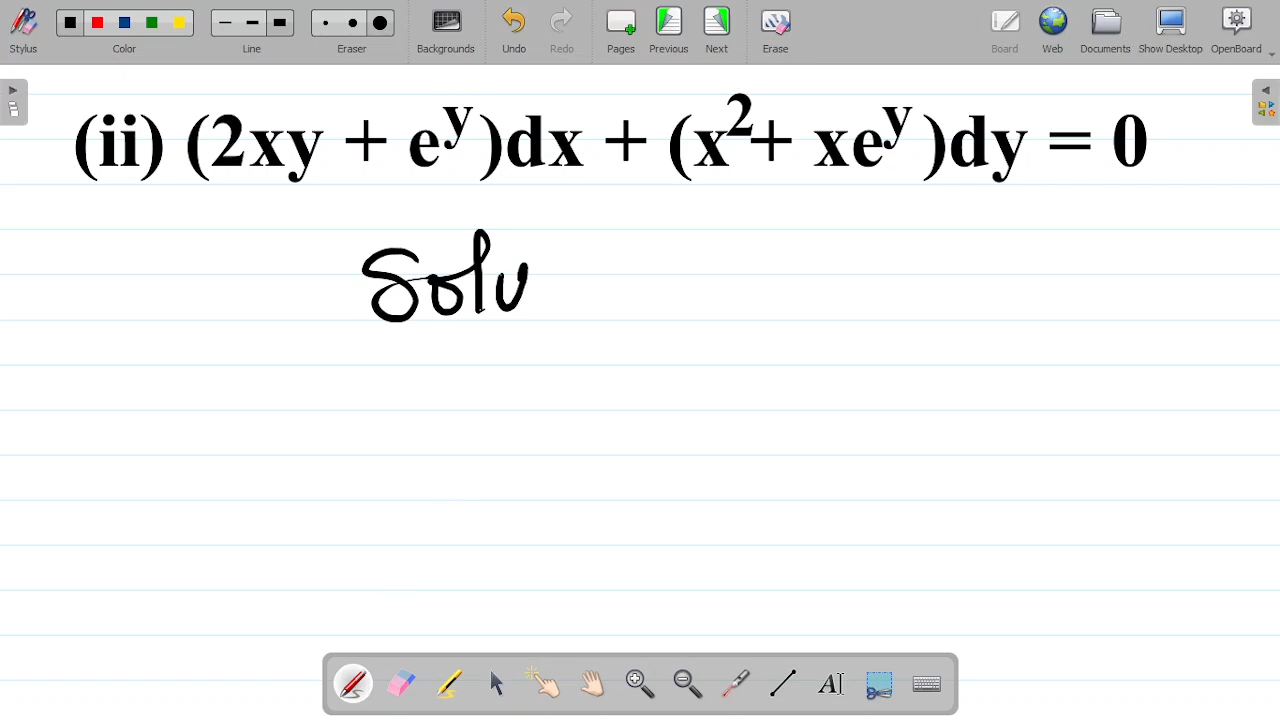 Stylus Color Line Eraser Backgrounds Undo Redo Pages Previous Next Erase Board Web Documents Show Desktop OpenBoard
(ii) (2xy + e^y)dx + (x^2+ xe^y)dy = 0
Solu